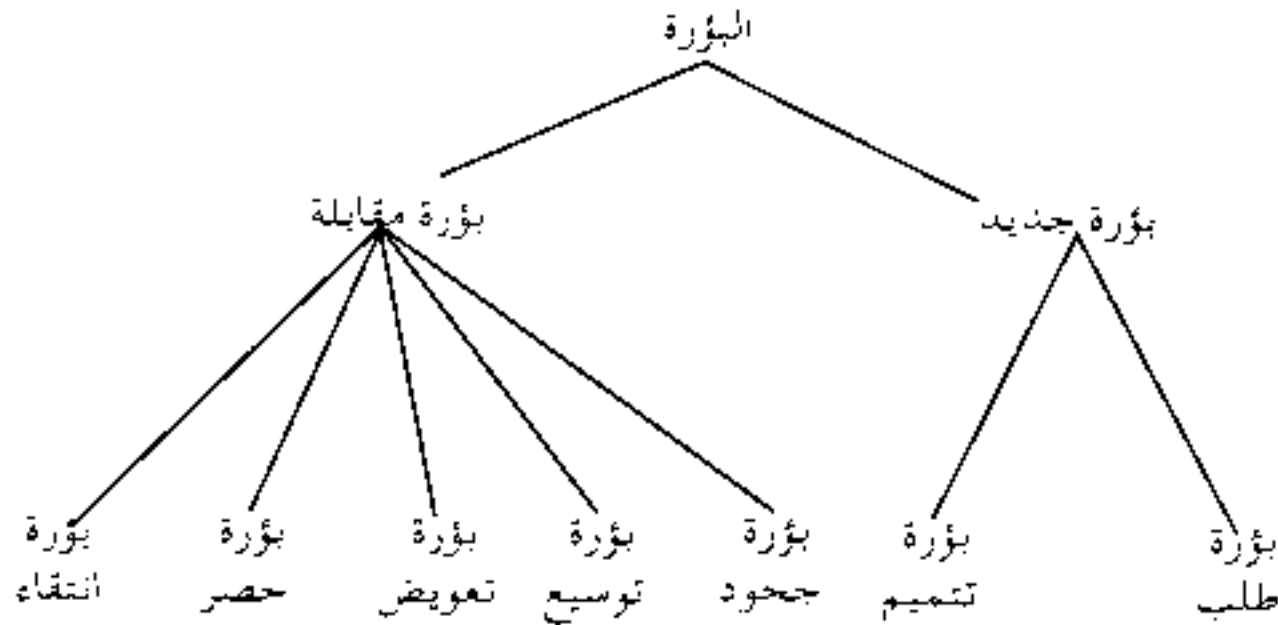 البؤرة
بؤرة جديد
بؤرة مقابلة
بؤرة طلب
بؤرة تتميم
بؤرة جحود
بؤرة توسيع
بؤرة تعويض
بؤرة حصر
بؤرة انتقاء